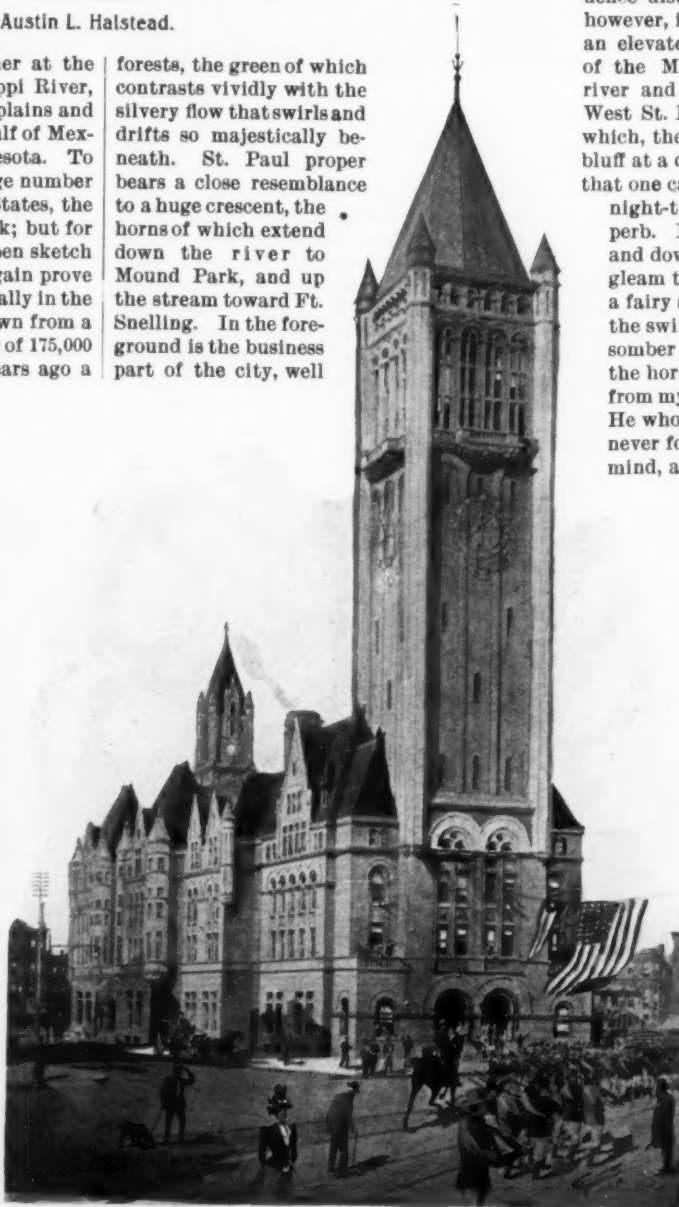 Austin L. Halstead.
er at the
ppi River,
plains and
lf of Mex-
esota. To
ge number
States, the
k; but for
pen sketch
gain prove
ally in the
wn from a
of 175,000
ears ago a
forests, the green of which
contrasts vividly with the
silvery flow that swirls and
drifts so majestically be-
neath. St. Paul proper
bears a close resemblance
to a huge crescent, the
horns of which extend
down the river to
Mound Park, and up
the stream toward Ft.
Snelling. In the fore-
ground is the business
part of the city, well
however, f
an elevate
of the M
river and
West St. 
which, the
bluff at a
that one ca
night-t
perb.
and dov
gleam t
a fairy
the swi
somber
the hor
from my
He who
never fo
mind, a